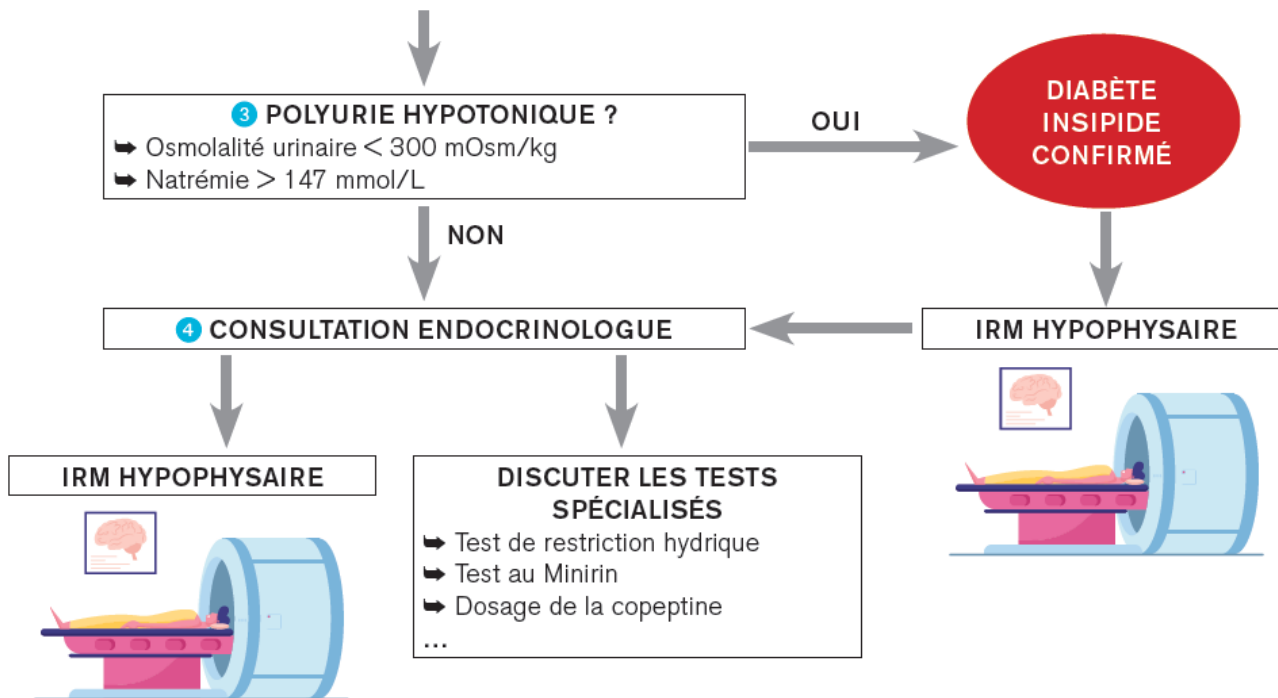 3 POLYURIE HYPOTONIQUE ?
➥ Osmolalité urinaire < 300 mOsm/kg
➥ Natrémie > 147 mmol/L
OUI
DIABÈTE
INSIPIDE
CONFIRMÉ
NON
4 CONSULTATION ENDOCRINOLOGUE
IRM HYPOPHYSAIRE
IRM HYPOPHYSAIRE
DISCUTER LES TESTS
SPÉCIALISÉS
➥ Test de restriction hydrique
➥ Test au Minirin
➥ Dosage de la copeptine
...